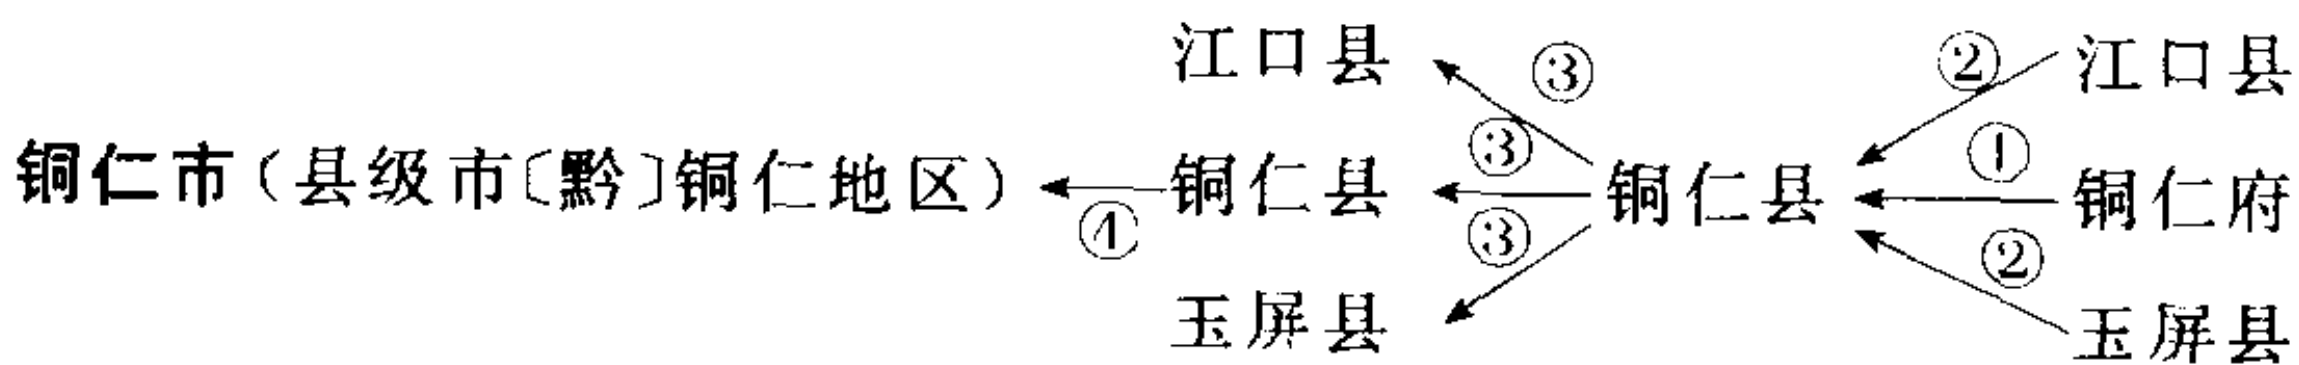 江口县 ③ ② 江口县
铜仁市(县级市〔黔〕铜仁地区) ④ 铜仁县 ③ 铜仁县 ① 铜仁府
玉屏县 ③ ② 玉屏县